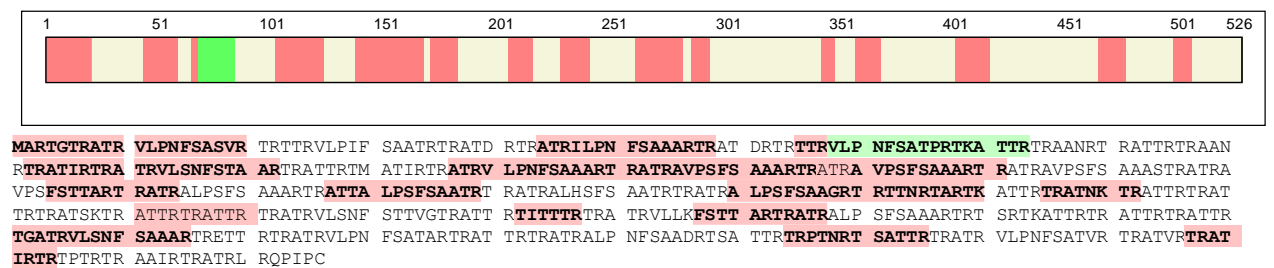 1 51 101 151 201 251 301 351 401 451 501 526
MARTGTRATR VLPNFSASVR TRTTRVLPIF SAATRTRATD RTRATRILPN FSAAARTRAT DRTRTTRVLP NFSATPRTKA TTRTRAANRT RATTRTRAAN
RTRATIRTRA TRVLSNFSTA ARTRATTRTM ATIRTRATRV LPNFSAAART RATRAVPSFS AAARTRATRA VPSFSAAART RATRAVPSFS AAASTRATRA
VPSFSTTART RATRALPSFS AAARTRATTA LPSFSAATRT RATRATRALHSFS AATRTRATRA LPSFSAAGRT RTTNRTARTK ATTRTRATNK TRATTRTRAT
TRTRATSKTR ATTRTRATTR TRATRVLSNF STTVGTRATT RTITTTRTRA TRVLLKFSTT ARTRATRALP SFSAAARTRT SRTKATTRTR ATTRTRATTR
TGATRVLSNF SAAARTRETT RTRATRVLPN FSATARTRAT TRTRATRALP NFSAADRTSA TTRTRPTNRT SATTRTRATR VLPNFSATVR TRATVRTRAT
IRTRTPTRTR AAIRTRATRL RQPIPC